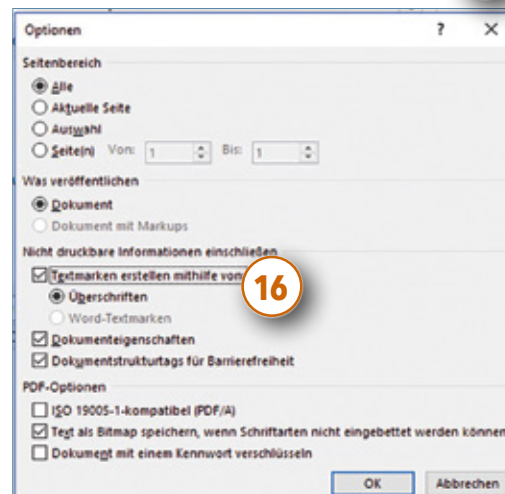 Optionen ? ×
Seitenbereich
Alle
Aktuelle Seite
Auswahl
Seite(n) Von: 1 Bis: 1
Was veröffentlichen
Dokument
Dokument mit Markups
Nicht druckbare Informationen einschließen
Textmarken erstellen mithilfe von
16
Überschriften
Word-Textmarken
Dokumenteigenschaften
Dokumentstrukturtags für Barrierefreiheit
PDF-Optionen
ISO 19005-1-kompatibel (PDF/A)
Text als Bitmap speichern, wenn Schriftarten nicht eingebettet werden können
Dokument mit einem Kennwort verschlüsseln
OK Abbrechen